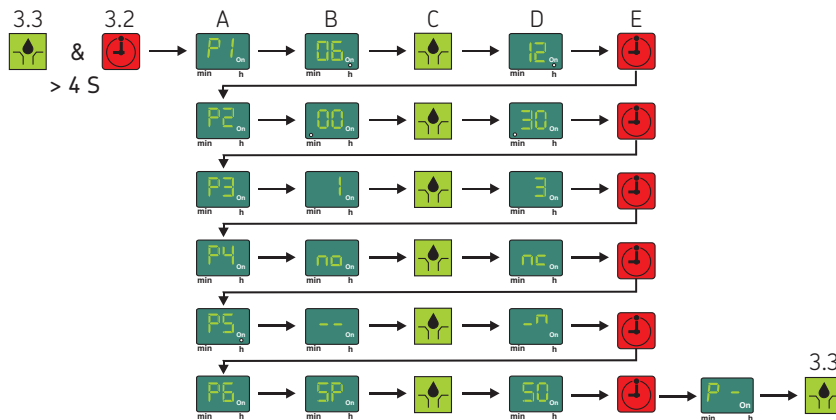 3.3 3.2 A B C D E
& P1 On 06 On 12 On
min h min h min h
> 4 S
P2 On 00 On 30 On
min h min h min h
P3 On 1 On 3 On
min h min h min h
P4 On no On nc On
min h min h min h
P5 On -- On -n On
min h min h min h
3.3
P6 On SP On SO On P - On
min h min h min h min h